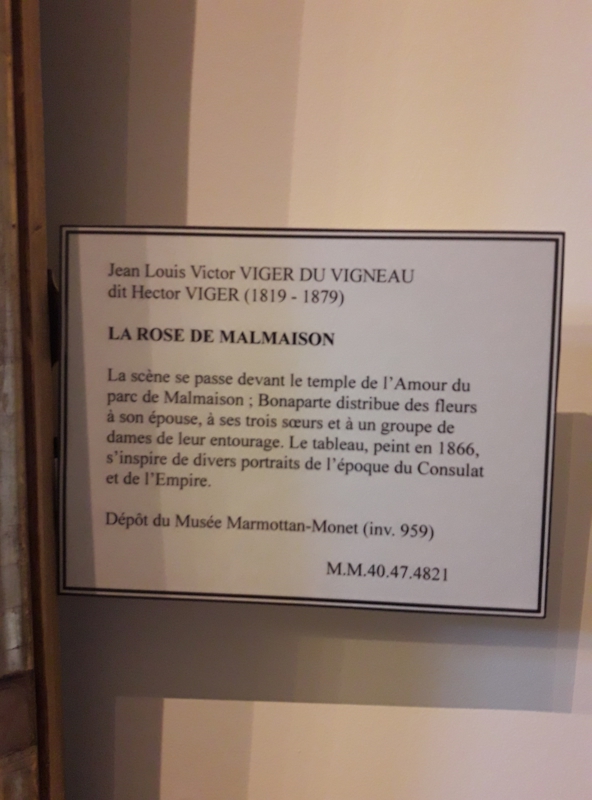 Jean Louis Victor VIGER DU VIGNEAU
dit Hector VIGER (1819 - 1879)
LA ROSE DE MALMAISON
La scène se passe devant le temple de l'Amour du
parc de Malmaison ; Bonaparte distribue des fleurs
à son épouse, à ses trois sœurs et à un groupe de
dames de leur entourage. Le tableau, peint en 1866,
s'inspire de divers portraits de l'époque du Consulat
et de l'Empire.
Dépôt du Musée Marmottan-Monet (inv. 959)
M.M.40.47.4821